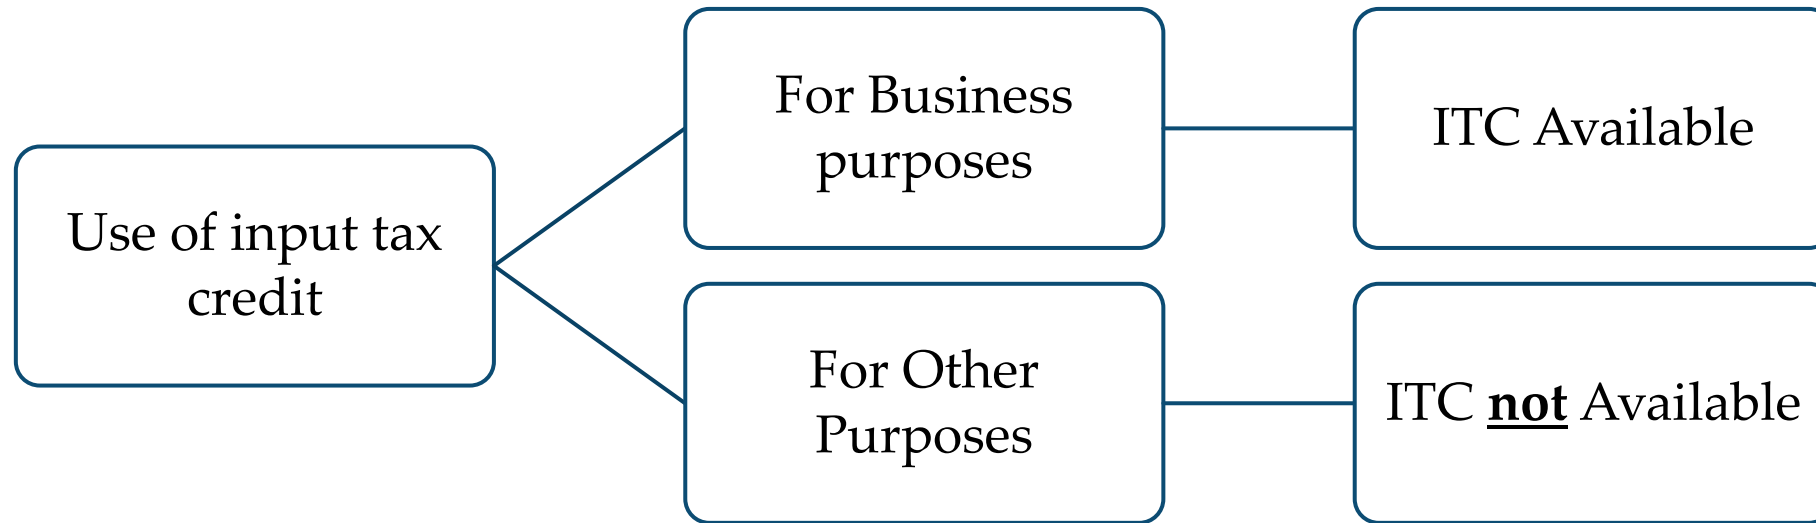 Use of input tax
credit
For Business
purposes
ITC Available
For Other
Purposes
ITC not Available